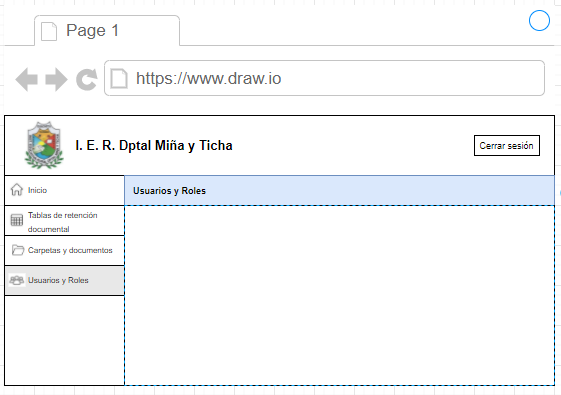 Page 1
https://www.draw.io
I. E. R. Dptal Miña y Ticha
Cerrar sesión
Inicio
Usuarios y Roles
Tablas de retención
documental
Carpetas y documentos
Usuarios y Roles